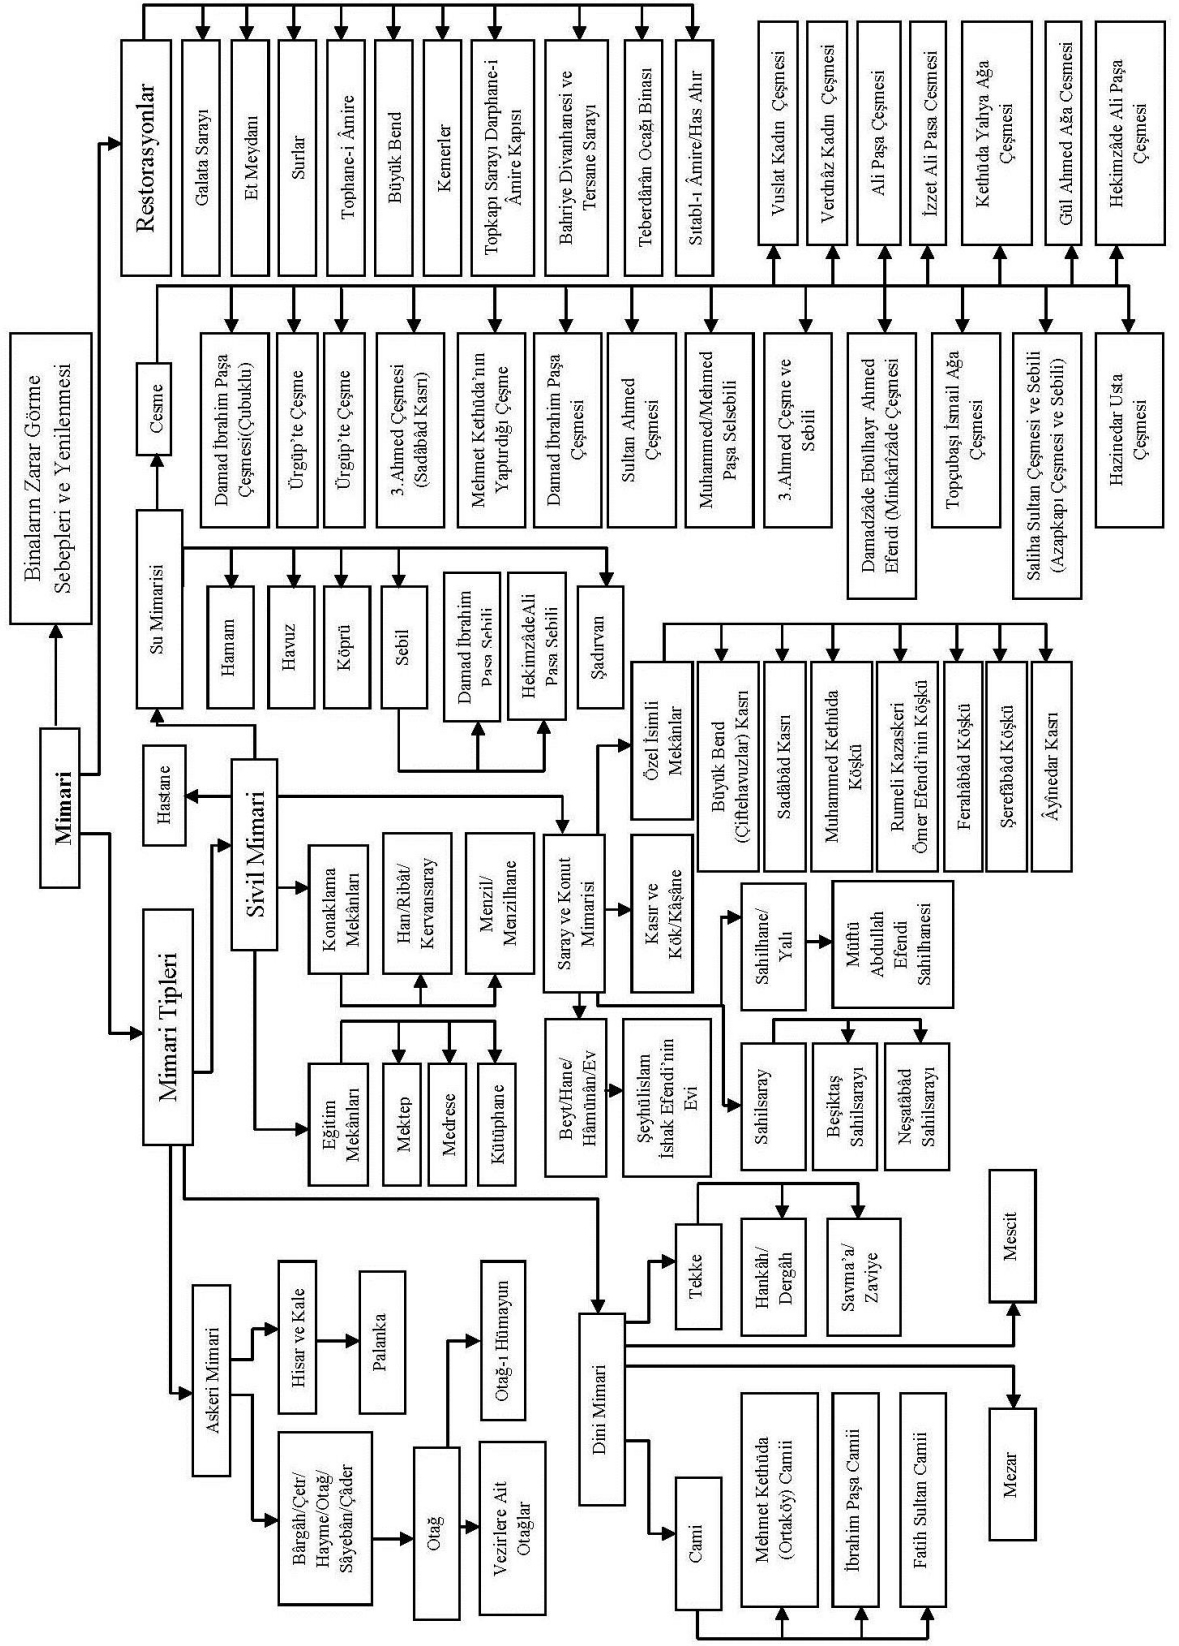 Mimari
Binaların Zarar Görme
Sebepleri ve Yenilenmesi
Restorasyonlar
Galata Sarayı
Et Meydanı
Surlar
Tophane-i Âmire
Büyük Bend
Kemerler
Topkapı Sarayı Darphane-i
Âmire Kapısı
Bahriye Divanhanesi ve
Tersane Sarayı
Teberdârân Ocağı Binası
Sıtabl-ı Âmire/Has Ahır
Mimari Tipleri
Askeri Mimari
Bârgâh/Çetr/
Hayme/Otağ/
Sâyebân/Çâder
Otağ
Vezirlere Ait
Otağlar
Otağ-ı Hümayun
Hisar ve Kale
Palanka
Dini Mimari
Cami
Mehmet Kethüda
(Ortaköy) Camii
İbrahim Paşa Camii
Fatih Sultan Camii
Mezar
Mescit
Tekke
Hankâh/
Dergâh
Savma'a/
Zaviye
Sivil Mimari
Eğitim
Mekânları
Mektep
Medrese
Kütüphane
Konaklama
Mekânları
Han/Ribât/
Kervansaray
Menzil/
Menzilhane
Hastane
Saray ve Konut
Mimarisi
Beyt/Hane/
Hâmünân/Ev
Şeyhülislam
İshak Efendi'nin
Evi
Sahilsaray
Beşiktaş
Sahilsarayı
Neşatâbâd
Sahilsarayı
Sahilhane/
Yalı
Müftü
Abdullah
Efendi
Sahilhanesi
Kasır ve
Kök/Kâşâne
Özel İsimli
Mekânlar
Büyük Bend
(Çiftehavuzlar) Kasrı
Sadâbâd Kasrı
Muhammed Kethüda
Köşkü
Rumeli Kazaskeri
Ömer Efendi'nin Köşkü
Ferahâbâd Köşkü
Şerefâbâd Köşkü
Âyînedar Kasrı
Su Mimarisi
Hamam
Havuz
Köprü
Sebil
Damad İbrahim
Paşa Sebili
Hekimzâde Ali
Paşa Sebili
Şadırvan
Cesme
Damad İbrahim Paşa
Çeşmesi(Çubuklu)
Ürgüp'te Çeşme
Ürgüp'te Çeşme
3.Ahmed Çeşmesi
(Sadâbâd Kasrı)
Mehmet Kethüda'nın
Yaptırdığı Çeşme
Damad İbrahim Paşa
Çeşmesi
Sultan Ahmed
Çeşmesi
Muhammed/Mehmed
Paşa Selsebili
3.Ahmed Çeşme ve
Sebili
Damadzâde Ebülhayr Ahmed
Efendi (Minkârîzâde Çeşmesi
Topçubaşı İsmail Ağa
Çeşmesi
Saliha Sultan Çeşmesi ve Sebili
(Azapkapı Çeşmesi ve Sebili)
Hazinedar Usta
Çeşmesi
Vuslat Kadın Çeşmesi
Verdnâz Kadın Çeşmesi
Ali Paşa Çeşmesi
İzzet Ali Pasa Cesmesi
Kethüda Yahya Ağa
Çeşmesi
Gül Ahmed Ağa Cesmesi
Hekimzâde Ali Paşa
Çeşmesi